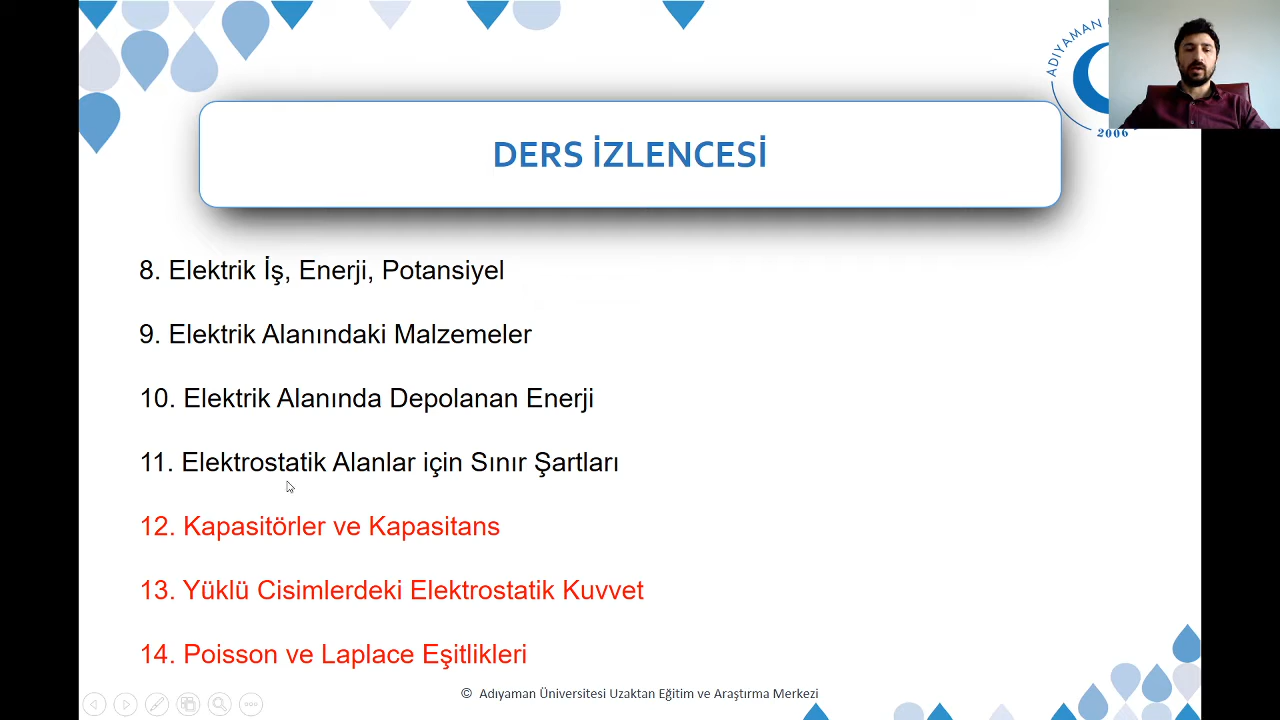 ADIYAMAN
2006
DERS İZLENCESİ
8. Elektrik İş, Enerji, Potansiyel
9. Elektrik Alanındaki Malzemeler
10. Elektrik Alanında Depolanan Enerji
11. Elektrostatik Alanlar için Sınır Şartları
12. Kapasitörler ve Kapasitans
13. Yüklü Cisimlerdeki Elektrostatik Kuvvet
14. Poisson ve Laplace Eşitlikleri
© Adıyaman Üniversitesi Uzaktan Eğitim ve Araştırma Merkezi